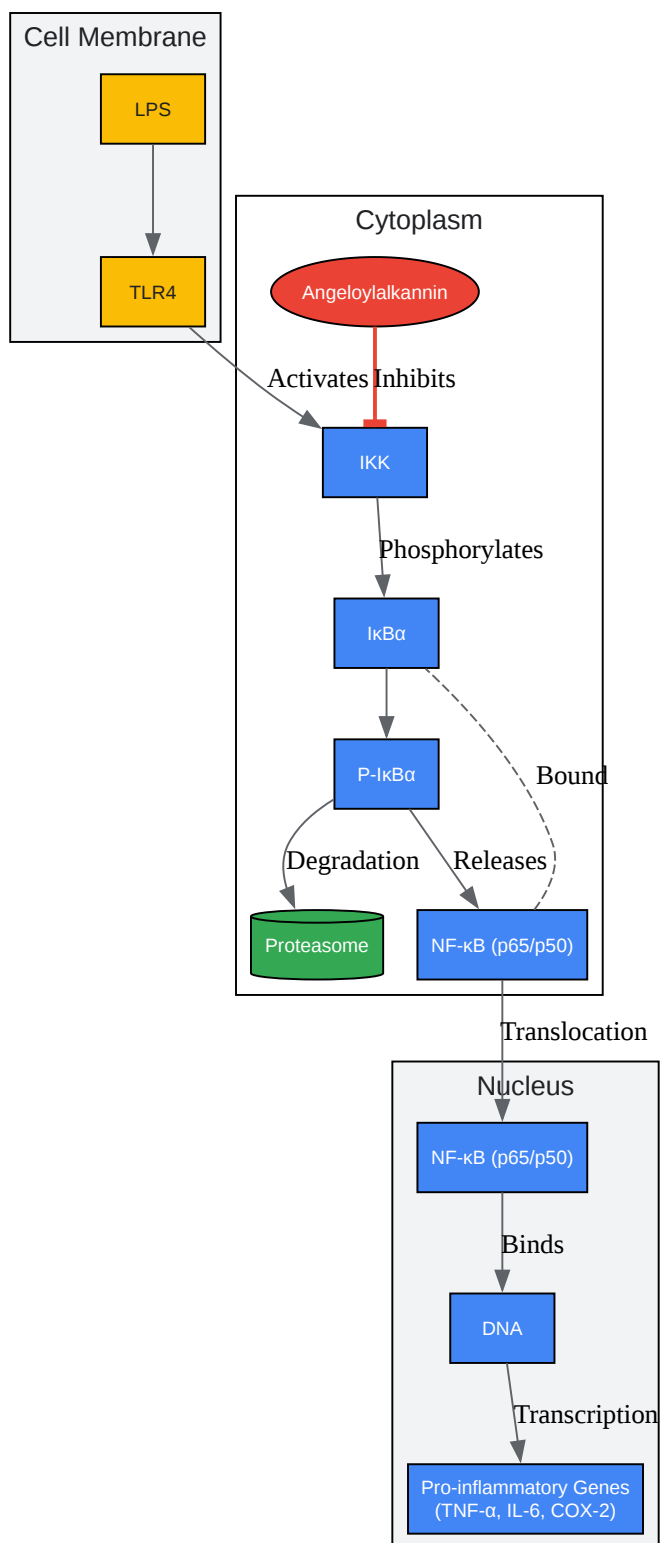 Cell Membrane
LPS
TLR4
Cytoplasm
Angeloylalkannin
Activates
Inhibits
IKK
Phosphorylates
IκBα
P-IκBα
Bound
Degradation
Releases
Proteasome
NF-κB (p65/p50)
Translocation
Nucleus
NF-κB (p65/p50)
Binds
DNA
Transcription
Pro-inflammatory Genes
(TNF-α, IL-6, COX-2)